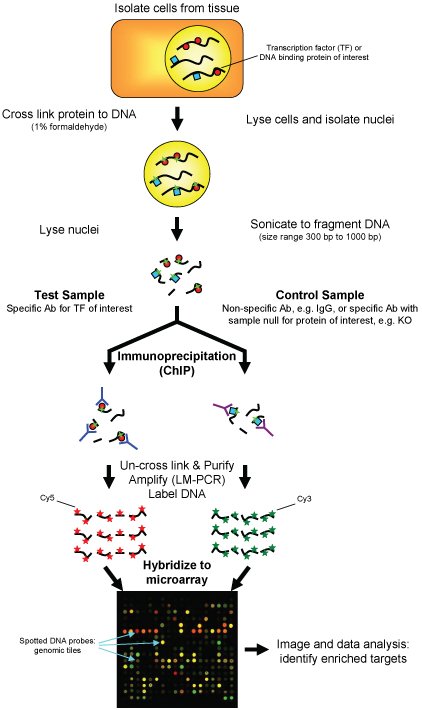 Isolate cells from tissue
Transcription factor (TF) or
DNA binding protein of interest
Cross link protein to DNA
(1% formaldehyde)
Lyse cells and isolate nuclei
Lyse nuclei
Sonicate to fragment DNA
(size range 300 bp to 1000 bp)
Test Sample
Specific Ab for TF of interest
Control Sample
Non-specific Ab, e.g. IgG, or specific Ab with
sample null for protein of interest, e.g. KO
Immunoprecipitation
(ChIP)
Un-cross link & Purify
Amplify (LM-PCR)
Label DNA
Cy5
Cy3
Hybridize to
microarray
Spotted DNA probes:
genomic tiles
Image and data analysis:
identify enriched targets